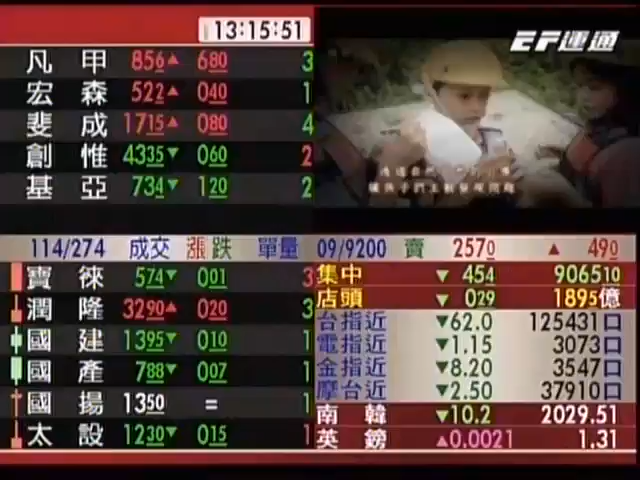 13:15:51
EF運通
凡甲 856▲ 680 3
宏森 522▲ 040 1
斐成 1715▲ 080 4
創惟 4335▼ 060 2
基亞 734▼ 120 2
114/274 成交 漲跌 單量 09/9200 賣 2570 ▲ 490
寶徠 574▼ 001 3
潤隆 3290▲ 020 3
國建 1395▼ 010 1
國產 788▼ 007 1
國揚 1350 = 1
太設 1230▼ 015 1
集中 ▼ 454 906510
店頭 ▼ 029 1895億
台指近 ▼62.0 125431口
電指近 ▼1.15 3073口
金指近 ▼8.20 3547口
摩台近 ▼2.50 37910口
南韓 ▼10.2 2029.51
英鎊 ▲0.0021 1.31